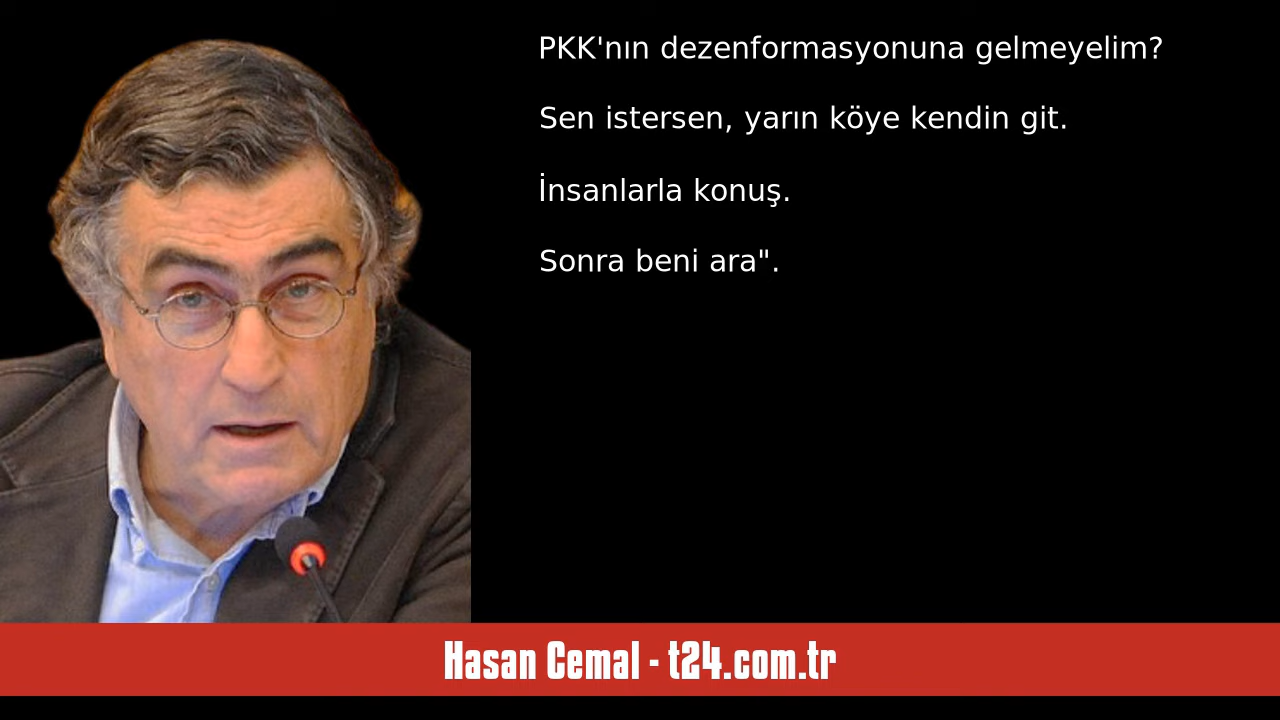 PKK'nın dezenformasyonuna gelmeyelim?
Sen istersen, yarın köye kendin git.
İnsanlarla konuş.
Sonra beni ara".
Hasan Cemal - t24.com.tr